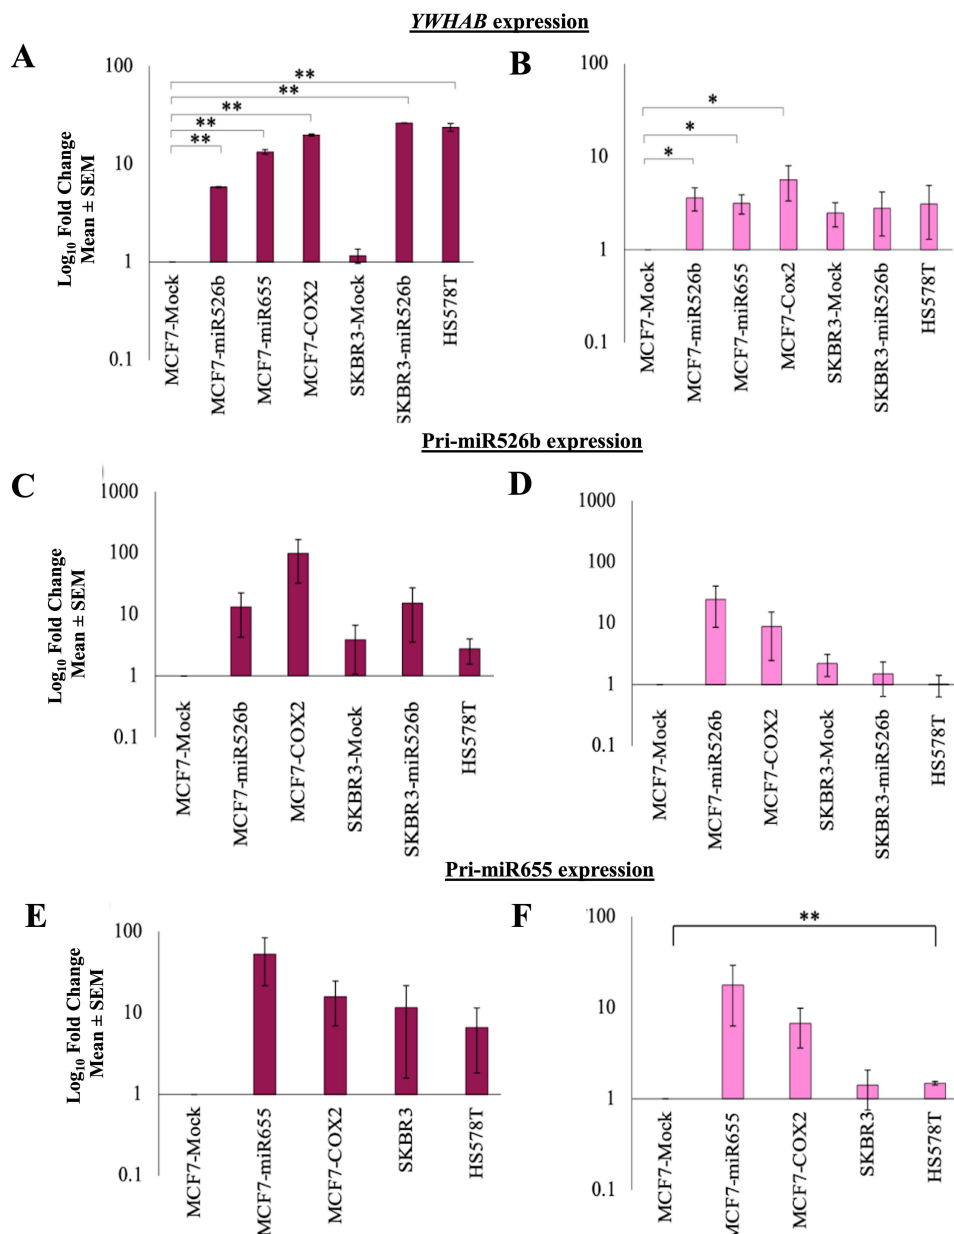 YWHAB expression
A
Log10 Fold Change
Mean ± SEM
100
10
1
0.1
**
**
**
**
**
MCF7-Mock
MCF7-miR526b
MCF7-miR655
MCF7-COX2
SKBR3-Mock
SKBR3-miR526b
HS578T
B
100
10
1
0.1
*
*
*
MCF7-Mock
MCF7-miR526b
MCF7-miR655
MCF7-Cox2
SKBR3-Mock
SKBR3-miR526b
HS578T
Pri-miR526b expression
C
Log10 Fold Change
Mean ± SEM
1000
100
10
1
0.1
MCF7-Mock
MCF7-miR526b
MCF7-COX2
SKBR3-Mock
SKBR3-miR526b
HS578T
D
1000
100
10
1
0.1
MCF7-Mock
MCF7-miR526b
MCF7-COX2
SKBR3-Mock
SKBR3-miR526b
HS578T
Pri-miR655 expression
E
Log10 Fold Change
Mean ± SEM
100
10
1
0.1
MCF7-Mock
MCF7-miR655
MCF7-COX2
SKBR3
HS578T
F
100
10
1
0.1
**
MCF7-Mock
MCF7-miR655
MCF7-COX2
SKBR3
HS578T